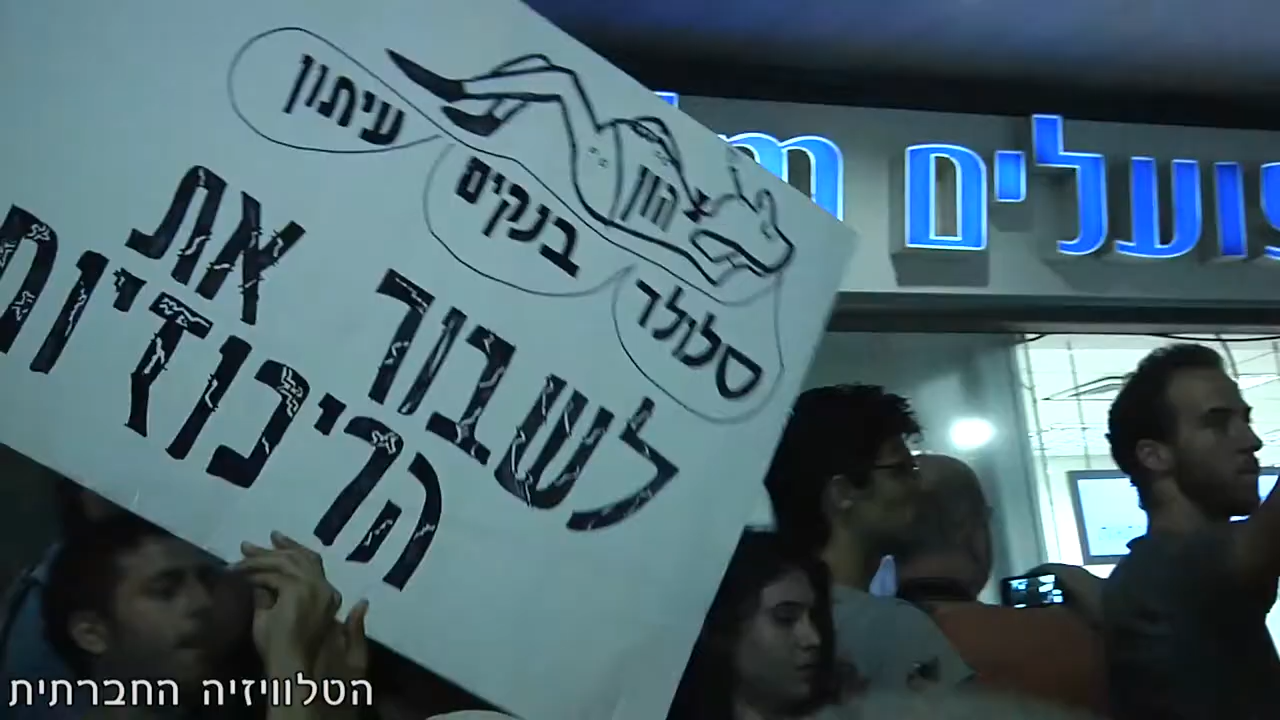 עיתון
בנקים
הון
סלולר
לשבור את
הריכוזיות
פועלים
הטלוויזיה החברתית